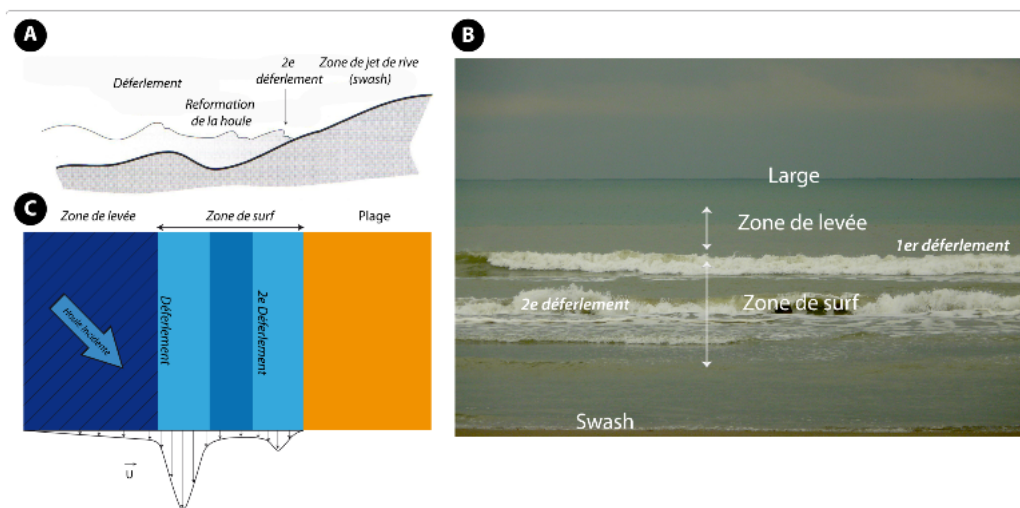 A
Déferlement
2e
déferlement
Zone de jet de rive
(swash)
Reformation
de la houle
B
Large
Zone de levée
1er déferlement
2e déferlement
Zone de surf
Swash
C
Zone de levée
Zone de surf
Plage
Houle Incidente
Déferlement
2e Déferlement
U